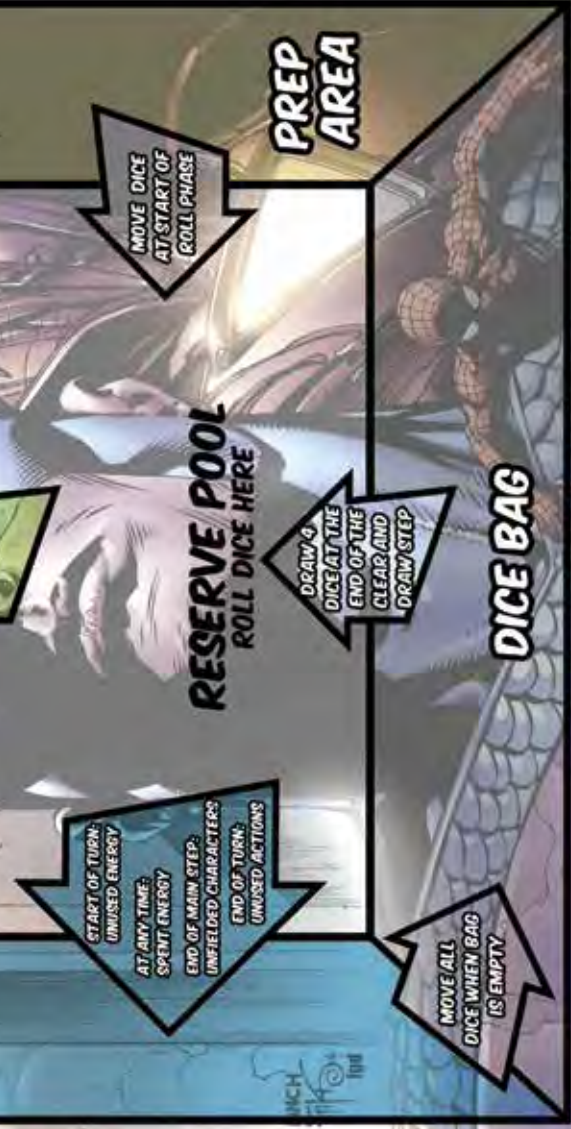 PREP
AREA
MOVE DICE
AT START OF
ROLL PHASE
RESERVE POOL
ROLL DICE HERE
DRAW 4
DICE AT THE
END OF THE
CLEAR AND
DRAW STEP
DICE BAG
START OF TURN:
UNUSED ENERGY
AT ANY TIME:
SPENT ENERGY
END OF MAIN STEP:
UNFIELDED CHARACTERS
END OF TURN:
UNUSED ACTIONS
MOVE ALL
DICE WHEN BAG
IS EMPTY